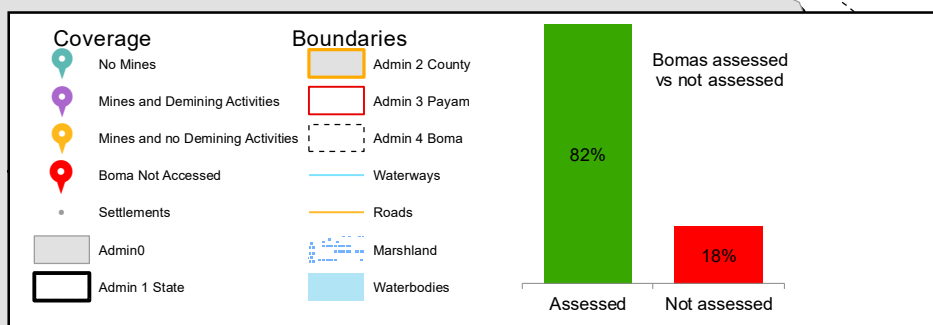 Coverage
No Mines
Mines and Demining Activities
Mines and no Demining Activities
Boma Not Accessed
Settlements
Admin0
Admin 1 State
Boundaries
Admin 2 County
Admin 3 Payam
Admin 4 Boma
Waterways
Roads
Marshland
Waterbodies
Bomas assessed
vs not assessed
82%
18%
Assessed
Not assessed